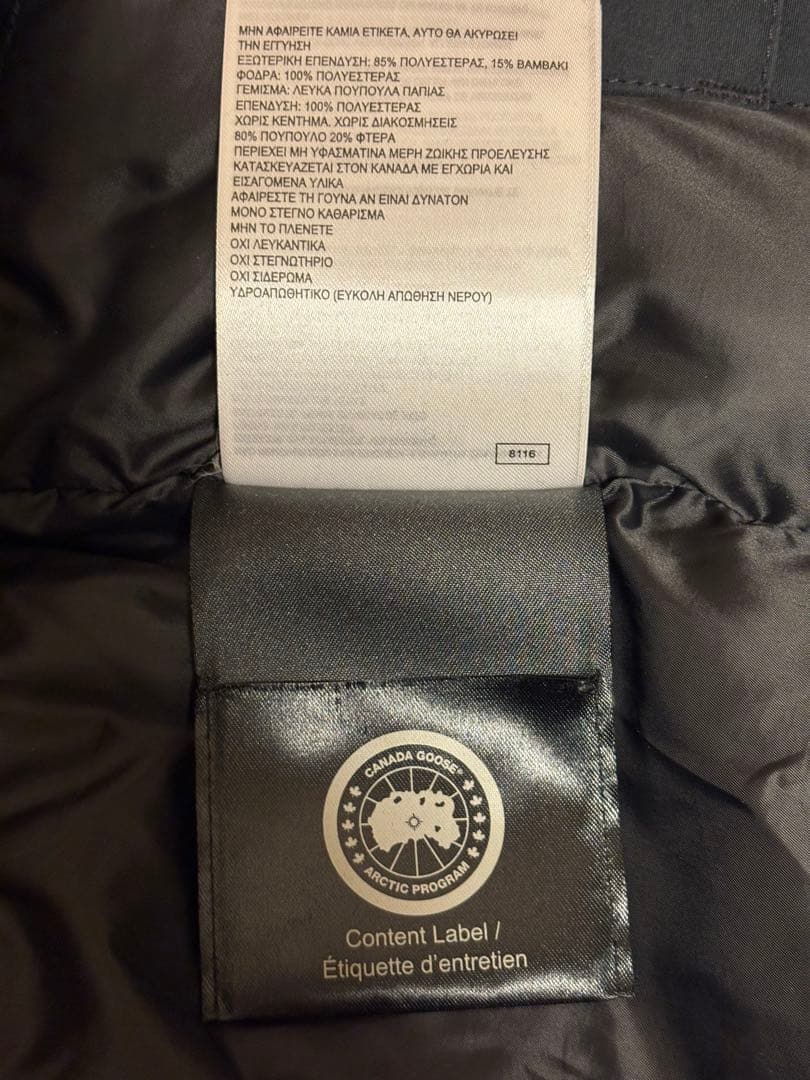 ΜΗΝ ΑΦΑΙΡΕΙΤΕ ΚΑΜΙΑ ΕΤΙΚΕΤΑ, ΑΥΤΟ ΘΑ ΑΚΥΡΩΣΕΙ
ΤΗΝ ΕΓΓΥΗΣΗ
ΕΞΩΤΕΡΙΚΗ ΕΠΕΝΔΥΣΗ: 85% ΠΟΛΥΕΣΤΕΡΑΣ, 15% ΒΑΜΒΑΚΙ
ΦΟΔΡΑ: 100% ΠΟΛΥΕΣΤΕΡΑΣ
ΓΕΜΙΣΜΑ: ΛΕΥΚΑ ΠΟΥΠΟΥΛΑ ΠΑΠΙΑΣ
ΕΠΕΝΔΥΣΗ: 100% ΠΟΛΥΕΣΤΕΡΑΣ
ΧΩΡΙΣ ΚΕΝΤΗΜΑ. ΧΩΡΙΣ ΔΙΑΚΟΣΜΗΣΕΙΣ
80% ΠΟΥΠΟΥΛΟ 20% ΦΤΕΡΑ
ΠΕΡΙΕΧΕΙ ΜΗ ΥΦΑΣΜΑΤΙΝΑ ΜΕΡΗ ΖΩΙΚΗΣ ΠΡΟΕΛΕΥΣΗΣ
ΚΑΤΑΣΚΕΥΑΖΕΤΑΙ ΣΤΟΝ ΚΑΝΑΔΑ ΜΕ ΕΓΧΩΡΙΑ ΚΑΙ
ΕΙΣΑΓΟΜΕΝΑ ΥΛΙΚΑ
ΑΦΑΙΡΕΣΤΕ ΤΗ ΓΟΥΝΑ ΑΝ ΕΙΝΑΙ ΔΥΝΑΤΟΝ
ΜΟΝΟ ΣΤΕΓΝΟ ΚΑΘΑΡΙΣΜΑ
ΜΗΝ ΤΟ ΠΛΕΝΕΤΕ
ΟΧΙ ΛΕΥΚΑΝΤΙΚΑ
ΟΧΙ ΣΤΕΓΝΩΤΗΡΙΟ
ΟΧΙ ΣΙΔΕΡΩΜΑ
ΥΔΡΟΑΠΩΘΗΤΙΚΟ (ΕΥΚΟΛΗ ΑΠΩΘΗΣΗ ΝΕΡΟΥ)
8116
CANADA GOOSE®
ARCTIC PROGRAM
Content Label /
Étiquette d'entretien